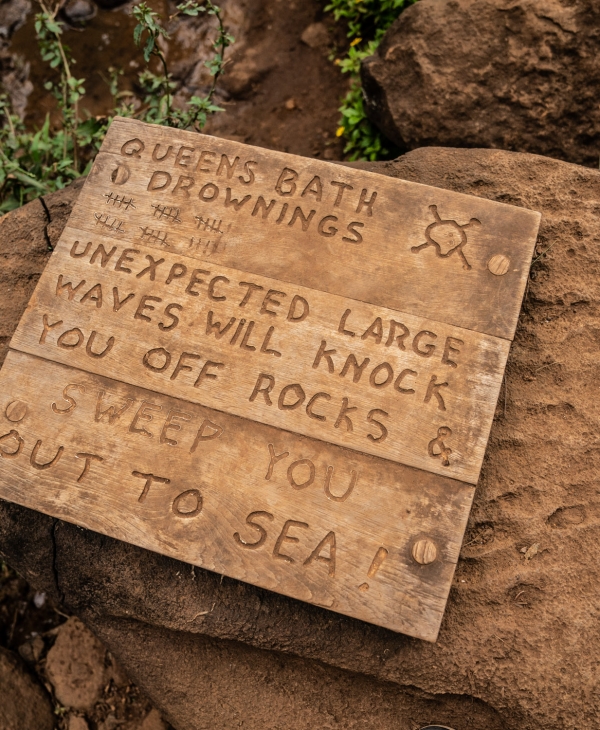 QUEENS BATH
DROWNINGS
UNEXPECTED LARGE
WAVES WILL KNOCK
YOU OFF ROCKS &
SWEEP YOU
OUT TO SEA!